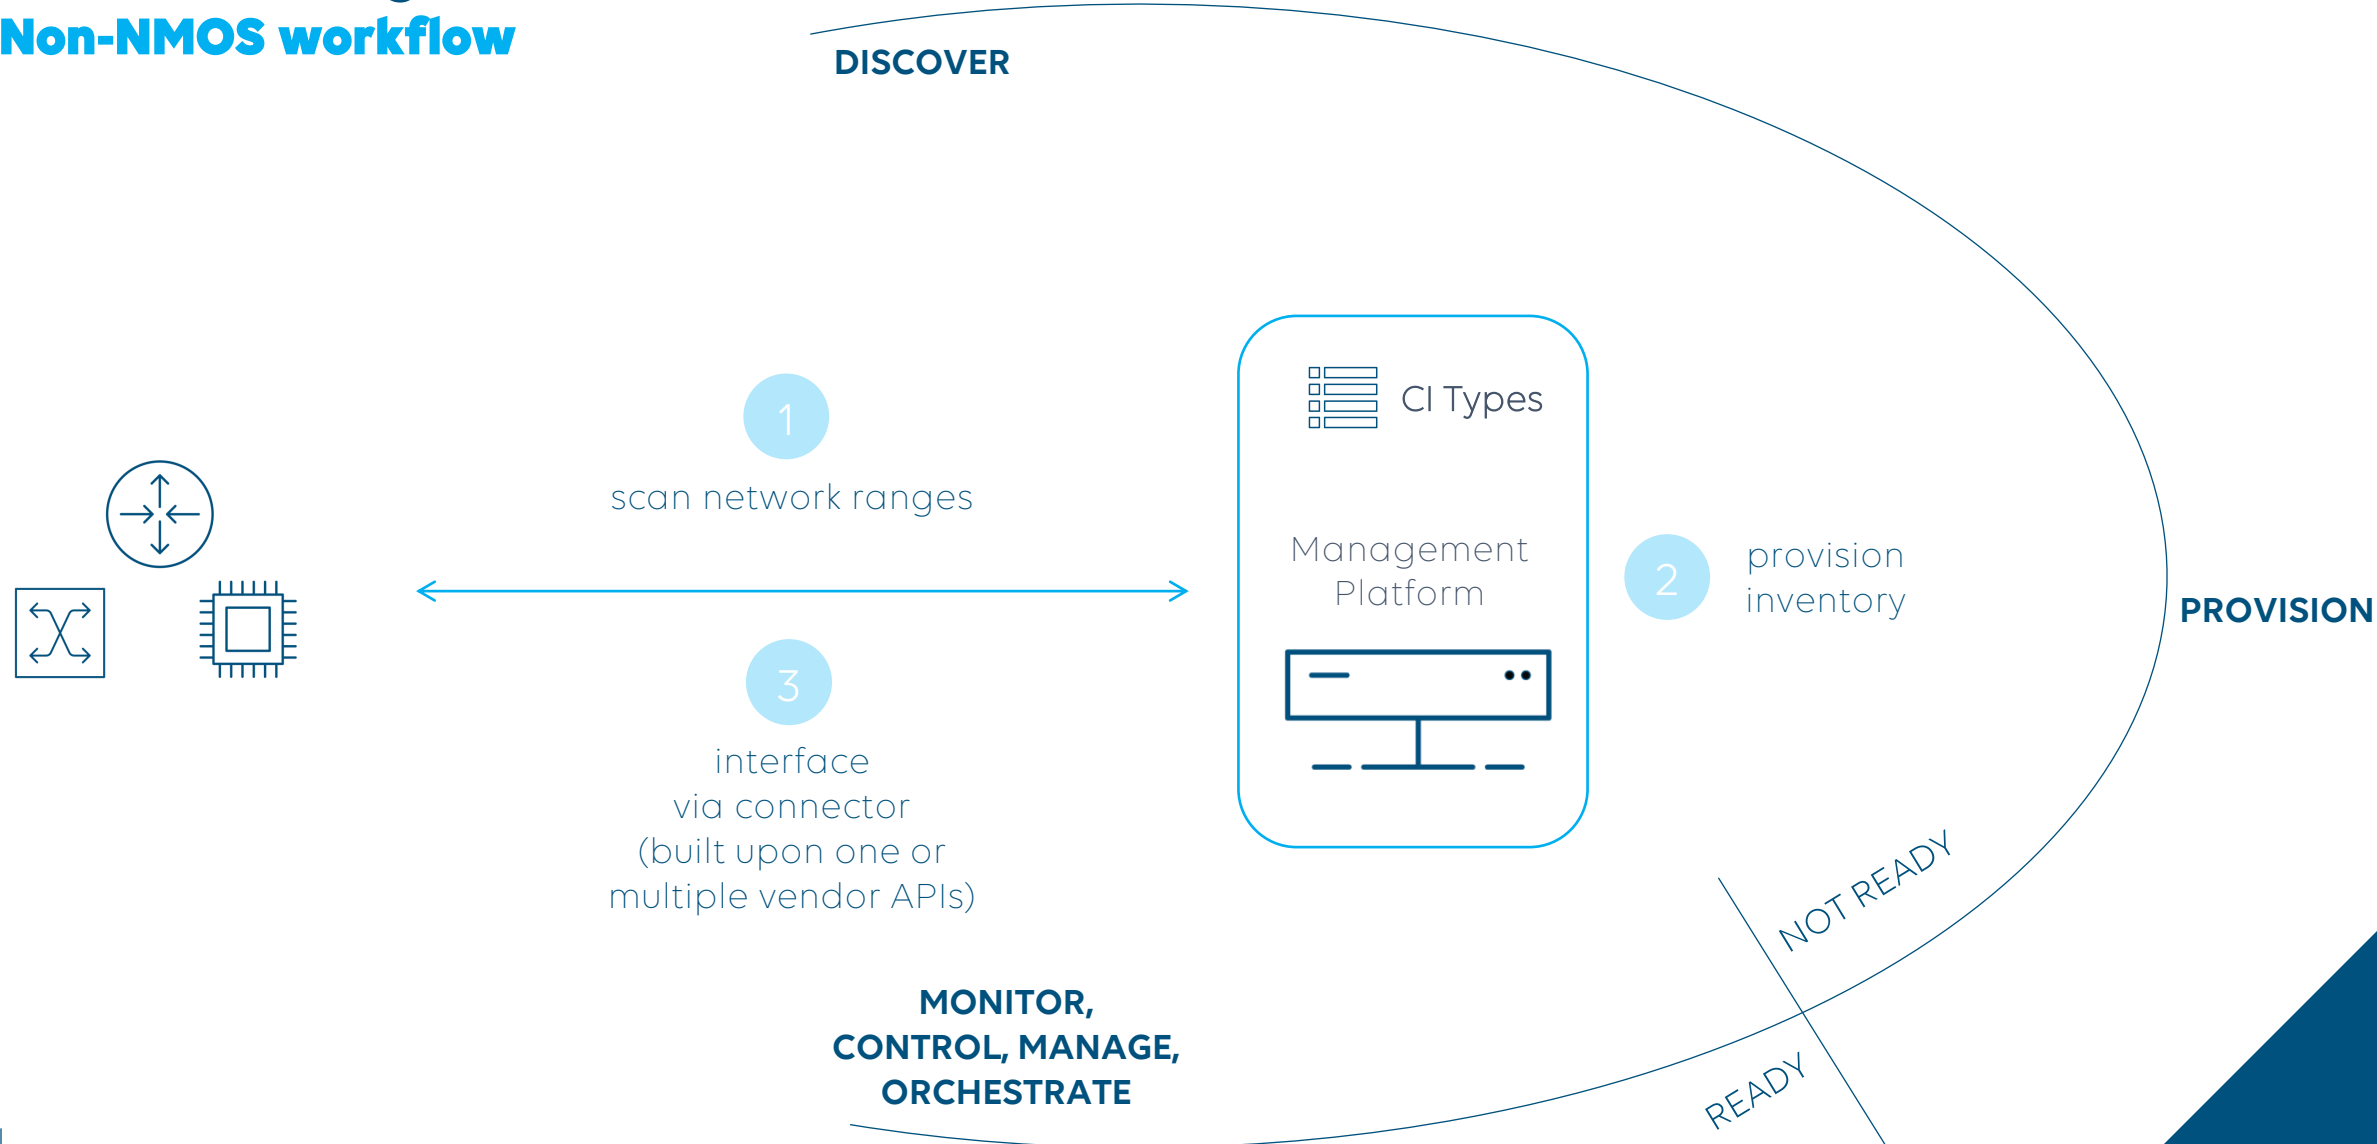 Non-NMOS workflow
DISCOVER
1
scan network ranges
CI Types
Management
Platform
2
provision
inventory
PROVISION
3
interface
via connector
(built upon one or
multiple vendor APIs)
NOT READY
READY
MONITOR,
CONTROL, MANAGE,
ORCHESTRATE